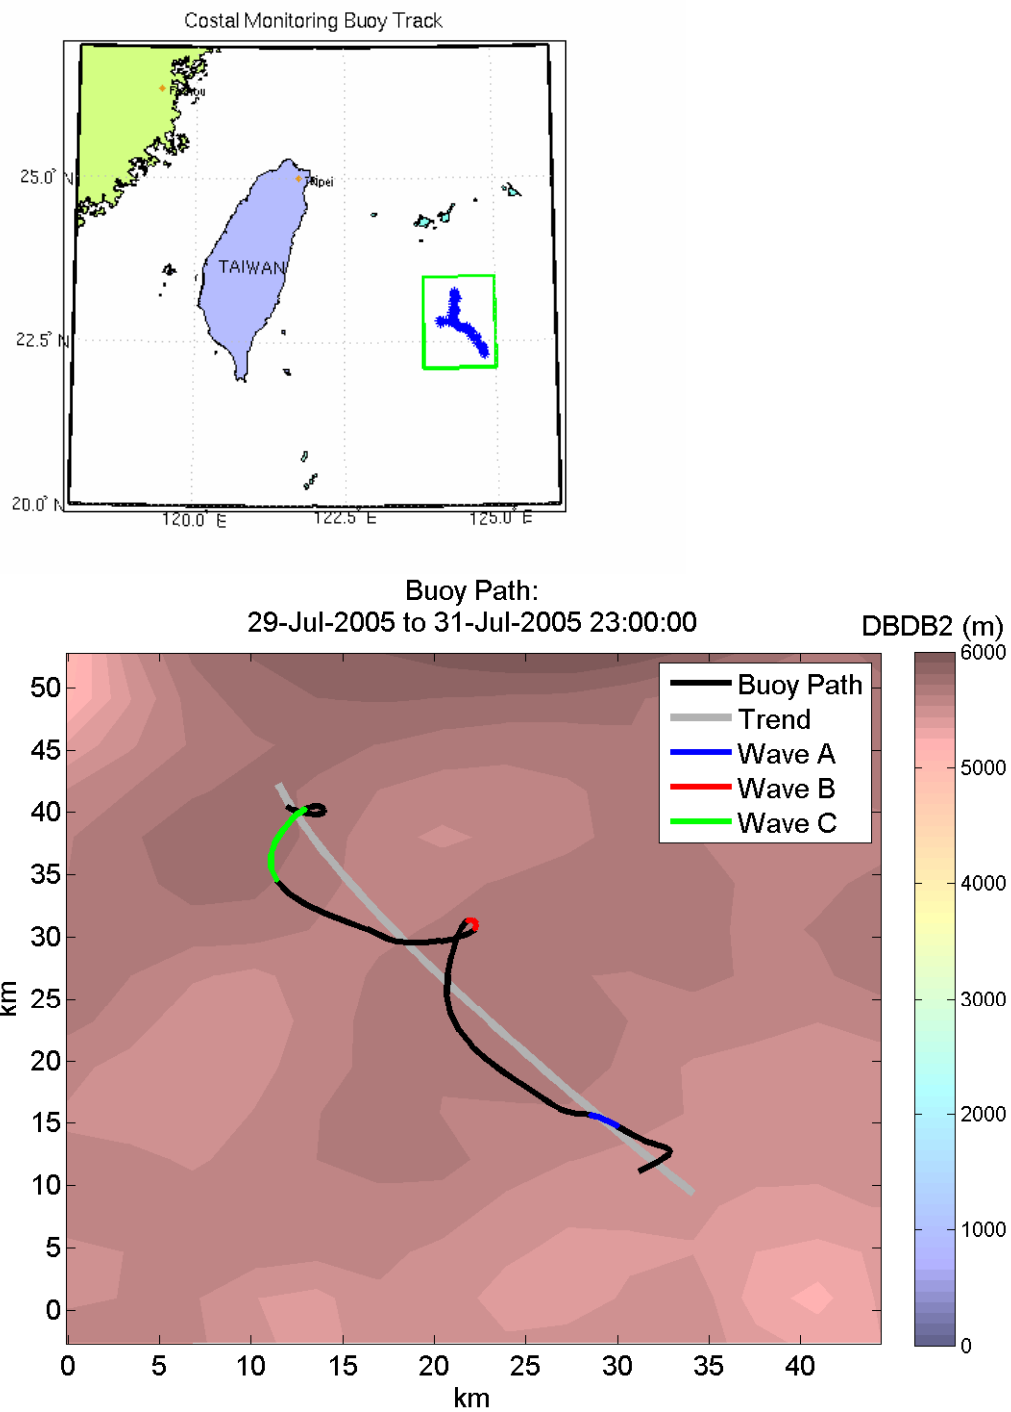 Costal Monitoring Buoy Track
25.0° N
Taipei
TAIWAN
22.5° N
20.0° N
120.0° E
122.5° E
125.0° E
Buoy Path:
29-Jul-2005 to 31-Jul-2005 23:00:00
DBDB2 (m)
Buoy Path
Trend
Wave A
Wave B
Wave C
50
45
40
35
30
25
20
15
10
5
0
km
0
5
10
15
20
25
30
35
40
km
6000
5000
4000
3000
2000
1000
0